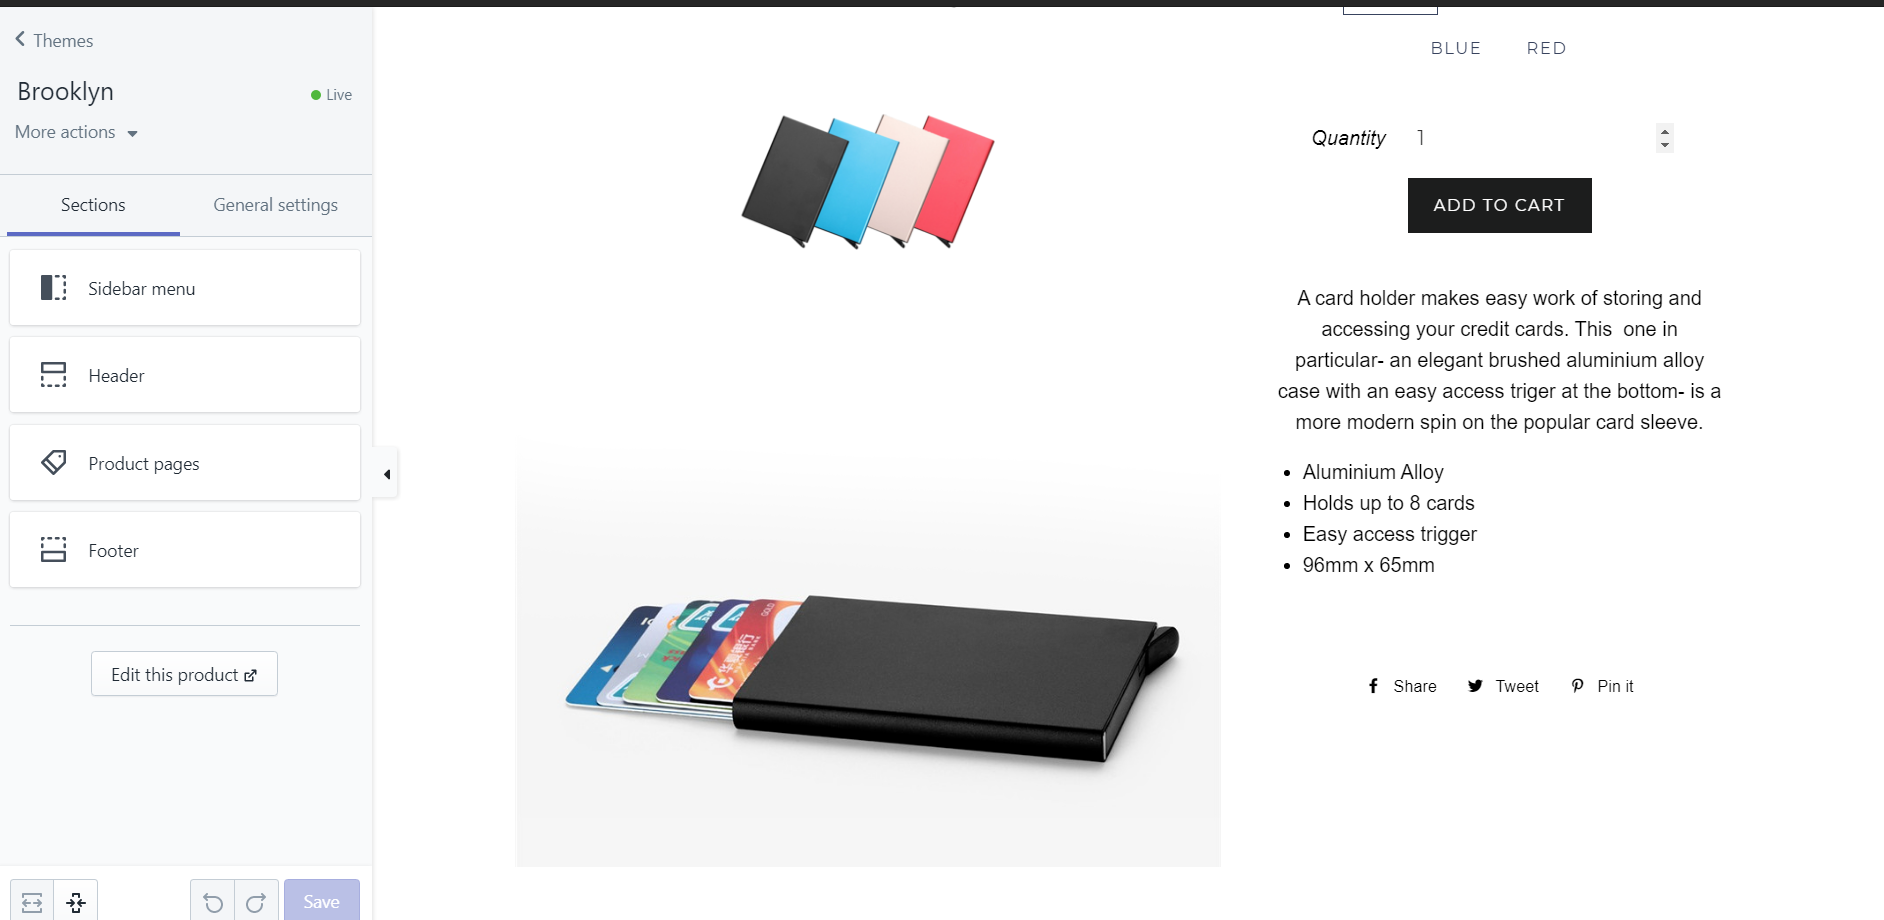 Themes
Brooklyn
Live
More actions
Sections
General settings
Sidebar menu
Header
Product pages
Footer
Edit this product
Save
BLUE RED
Quantity 1
ADD TO CART
A card holder makes easy work of storing and
accessing your credit cards. This  one in
particular- an elegant brushed aluminium alloy
case with an easy access triger at the bottom- is a
more modern spin on the popular card sleeve.
• Aluminium Alloy
• Holds up to 8 cards
• Easy access trigger
• 96mm x 65mm
Share Tweet Pin it
GOLD